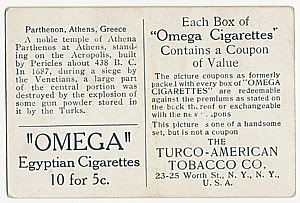 Parthenon, Athens, Greece
A noble temple of Athena
Parthenos at Athens, stand-
ing on the Acropolis, built
by Pericles about 438 B. C.
In 1687, during a siege by
the Venetians, a large part
of the central portion was
destroyed by the explosion of
some gun powder stored in
it by the Turks.
"OMEGA"
Egyptian Cigarettes
10 for 5c.
Each Box of
"Omega Cigarettes"
Contains a Coupon
of Value
The picture coupons as formerly
packed with every box of "OMEGA
CIGARETTES" are redeemable
against the premiums as stated on
the back thereof or exchangeable
with the new
This picture is one of a handsome
set, but is not a coupon
THE
TURCO-AMERICAN
TOBACCO CO.
23-25 Worth St., N. Y., N. Y.,
U. S. A.